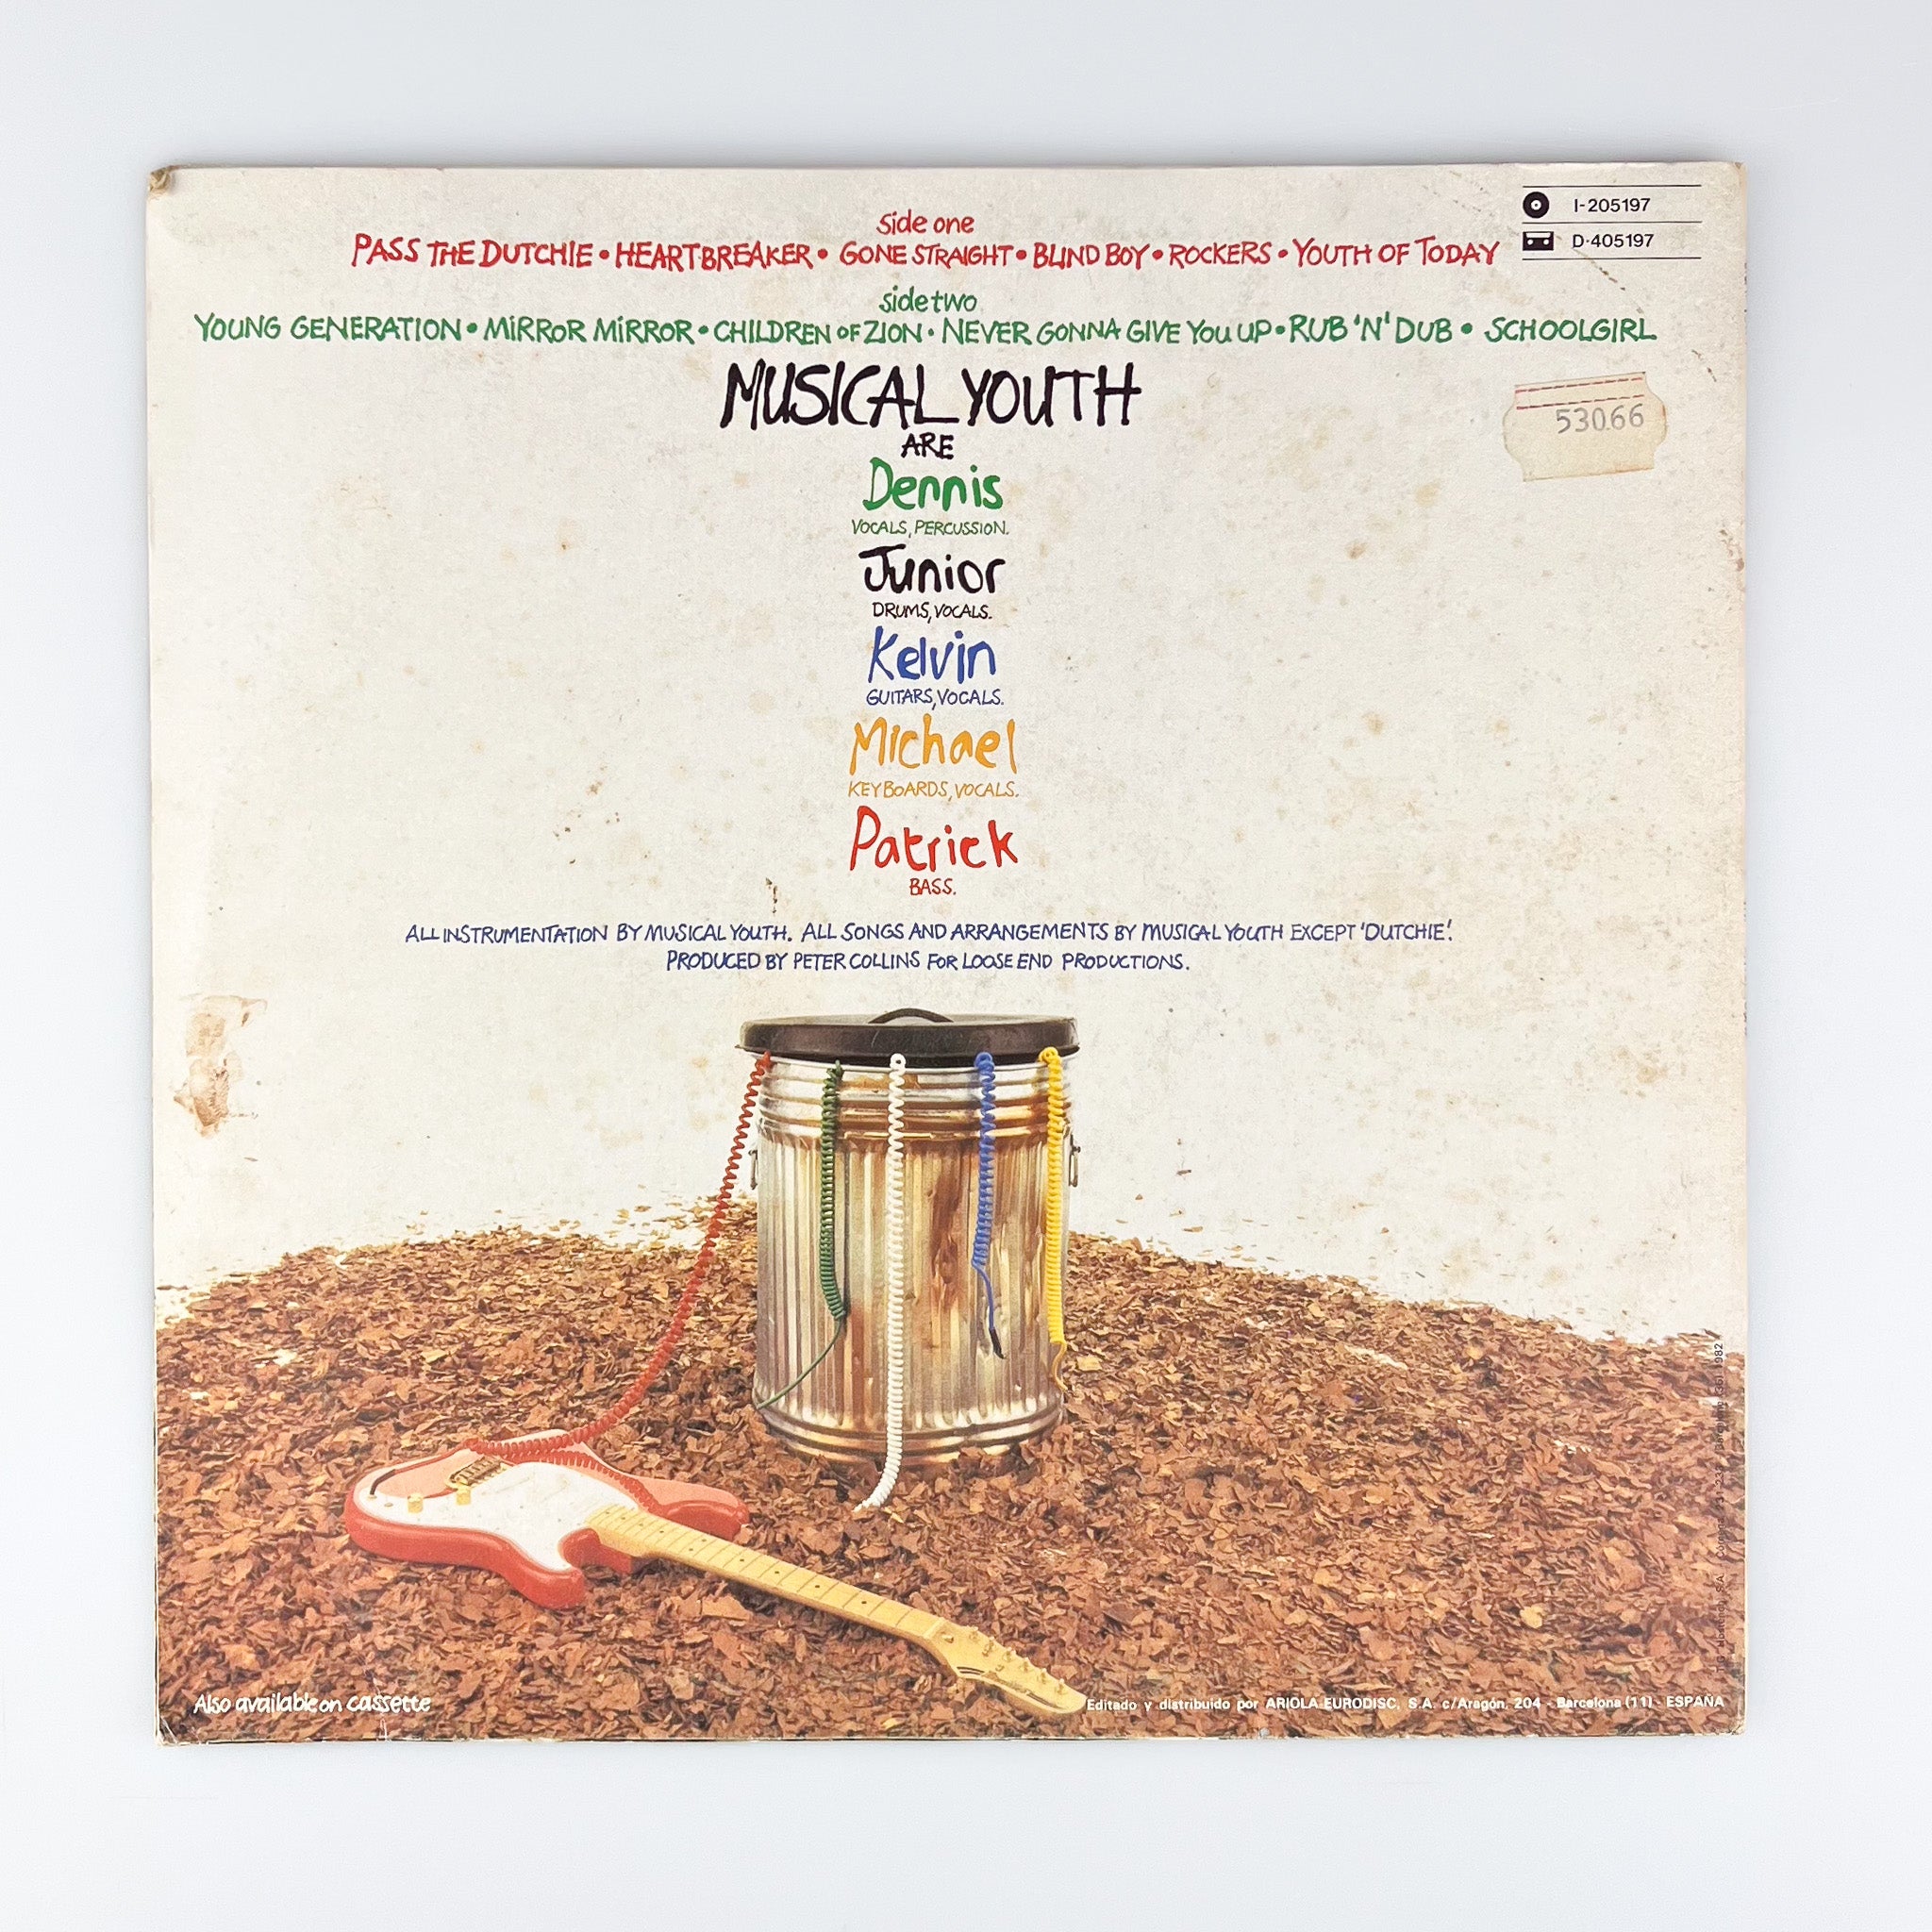 side one
I-205197
PASS THE DUTCHIE • HEARTBREAKER • GONE STRAIGHT • BLIND BOY • ROCKERS • YOUTH OF TODAY
D-405197
side two
YOUNG GENERATION • MIRROR MIRROR • CHILDREN OF ZION • NEVER GONNA GIVE YOU UP • RUB 'N' DUB • SCHOOLGIRL
MUSICAL YOUTH
53066
ARE
Dennis
VOCALS, PERCUSSION.
Junior
DRUMS, VOCALS.
Kelvin
GUITARS, VOCALS.
Michael
KEYBOARDS, VOCALS.
Patrick
BASS.
ALL INSTRUMENTATION BY MUSICAL YOUTH. ALL SONGS AND ARRANGEMENTS BY MUSICAL YOUTH EXCEPT 'DUTCHIE'.
PRODUCED BY PETER COLLINS FOR LOOSE END PRODUCTIONS.
1982
Also available on cassette
Editado y distribuido por ARIOLA-EURODISC, S.A. c/Aragón, 204 - Barcelona (11) ESPAÑA